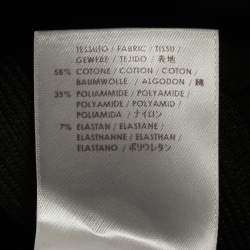 TESSUTO / FABRIC / TISSU /
GEWEBE / TEJIDO / 表地
58% COTONE / COTTON / COTON /
BAUMWOLLE / ALGODON / 綿
35% POLIAMMIDE / POLYAMIDE /
POLYAMID / POLYAMIDE /
POLIAMIDA / ナイロン
7% ELASTAN / ELASTANE /
ELASTHANNE / ELASTHAN /
ELASTANO / ポリウレタン